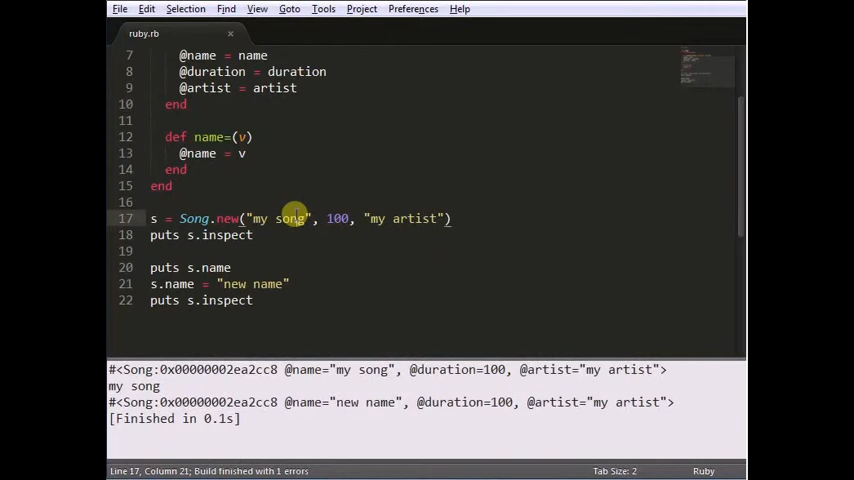 File Edit Selection Find View Goto Tools Project Preferences Help
ruby.rb ×
7 @name = name
8 @duration = duration
9 @artist = artist
10 end
11
12 def name=(v)
13 @name = v
14 end
15 end
16
17 s = Song.new("my song", 100, "my artist")
18 puts s.inspect
19
20 puts s.name
21 s.name = "new name"
22 puts s.inspect
#<Song:0x00000002ea2cc8 @name="my song", @duration=100, @artist="my artist">
my song
#<Song:0x00000002ea2cc8 @name="new name", @duration=100, @artist="my artist">
[Finished in 0.1s]
Line 17, Column 21; Build finished with 1 errors Tab Size: 2 Ruby